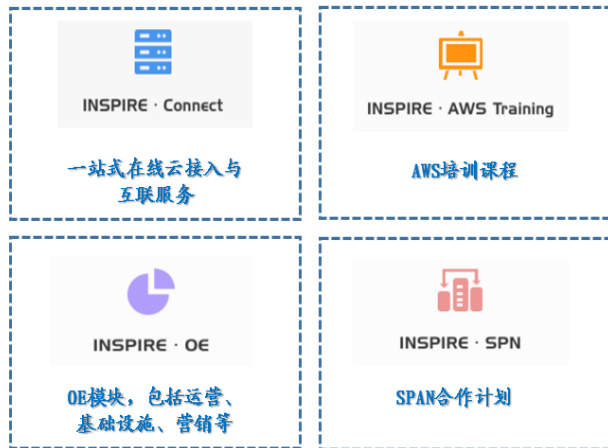 INSPIRE · Connect
一站式在线云接入与
互联服务
INSPIRE · AWS Training
AWS培训课程
INSPIRE · OE
OE模块，包括运营、
基础设施、营销等
INSPIRE · SPN
SPAN合作计划